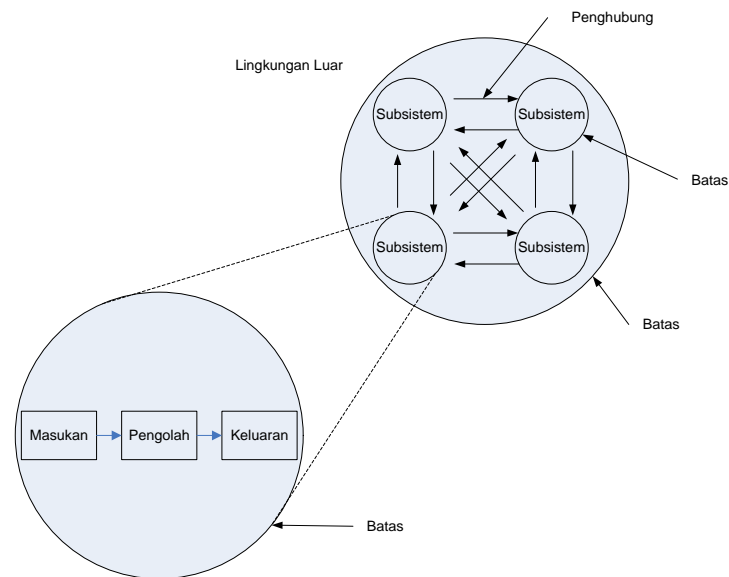 Penghubung
Lingkungan Luar
Subsistem
Subsistem
Batas
Subsistem
Subsistem
Batas
Masukan
Pengolah
Keluaran
Batas